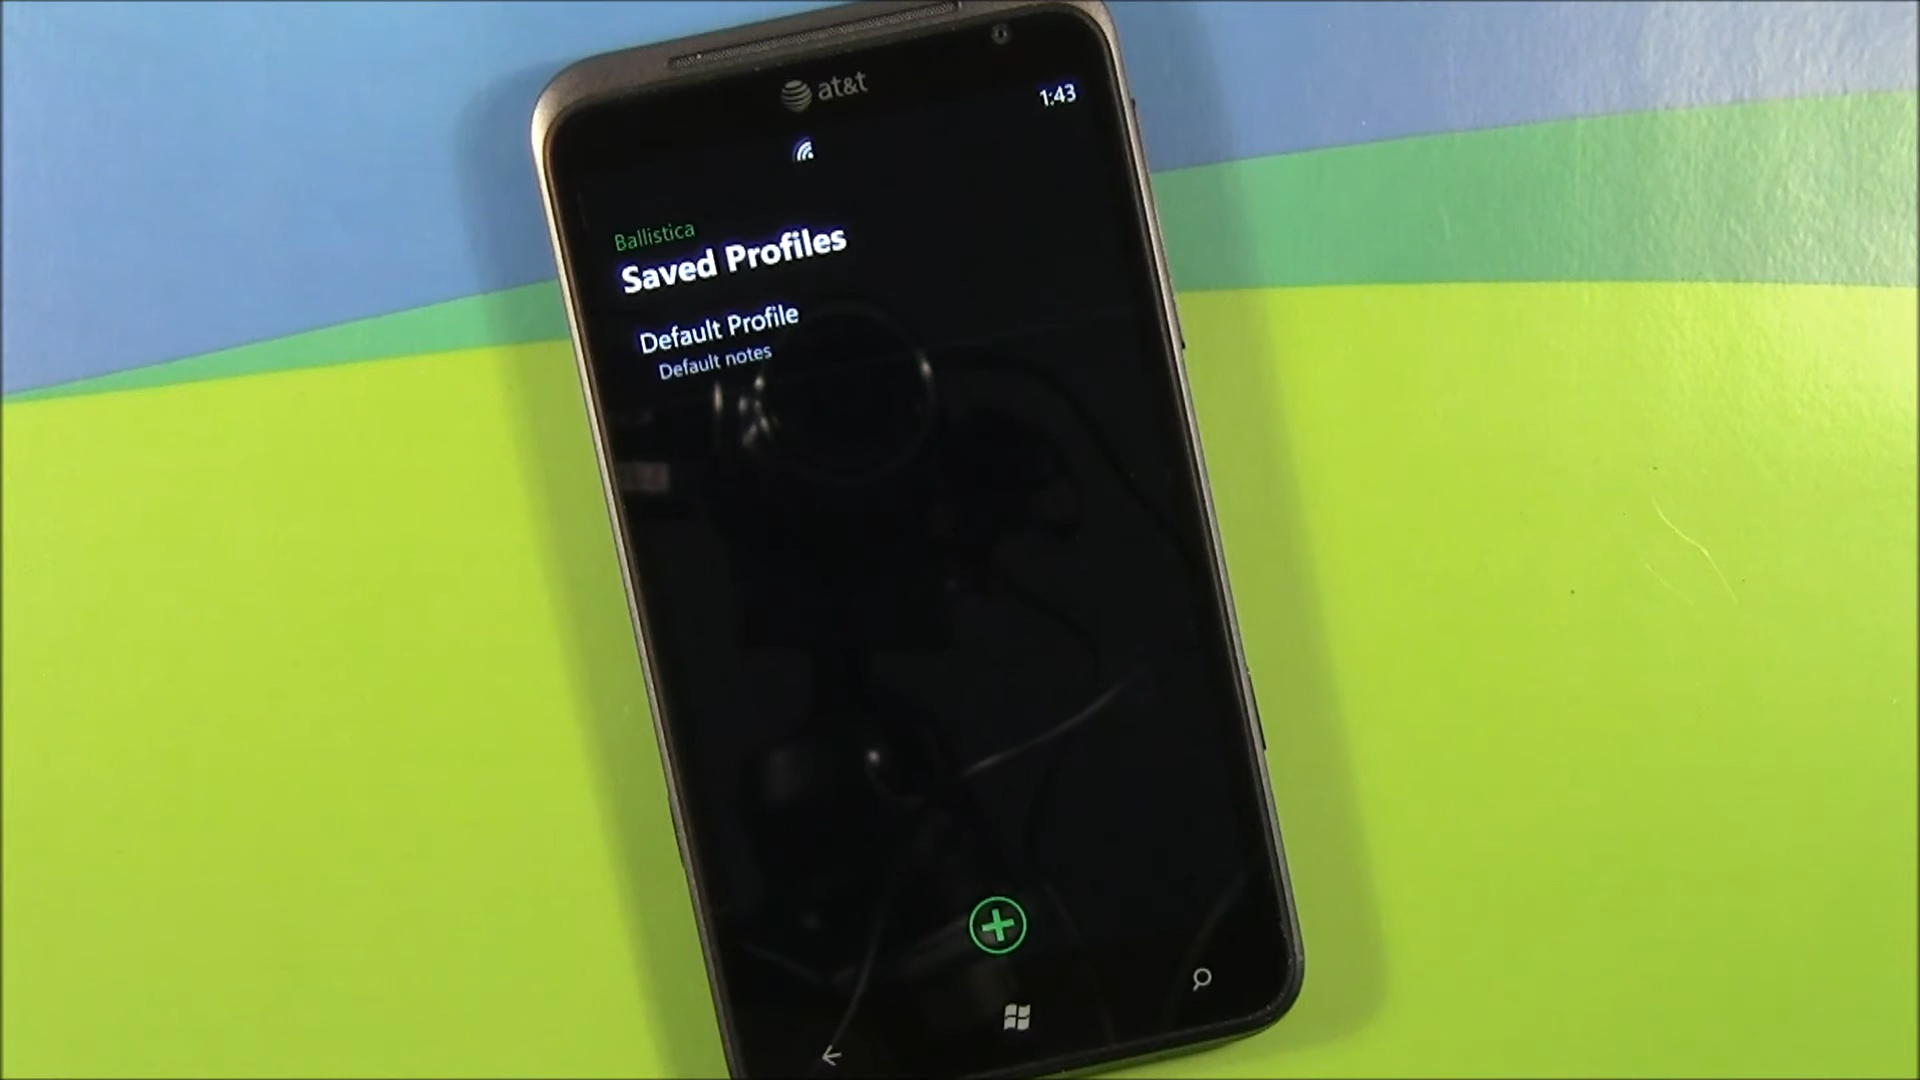 at&t
1:43
Ballistica
Saved Profiles
Default Profile
Default notes